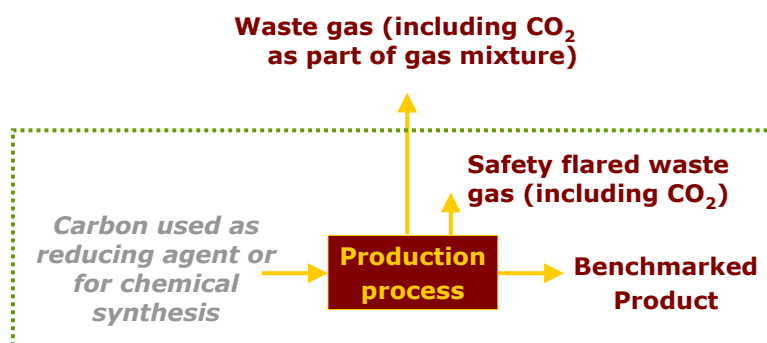 Waste gas (including CO₂
as part of gas mixture)
Safety flared waste
gas (including CO₂)
Carbon used as
reducing agent or
for chemical
synthesis
Production
process
Benchmarked
Product